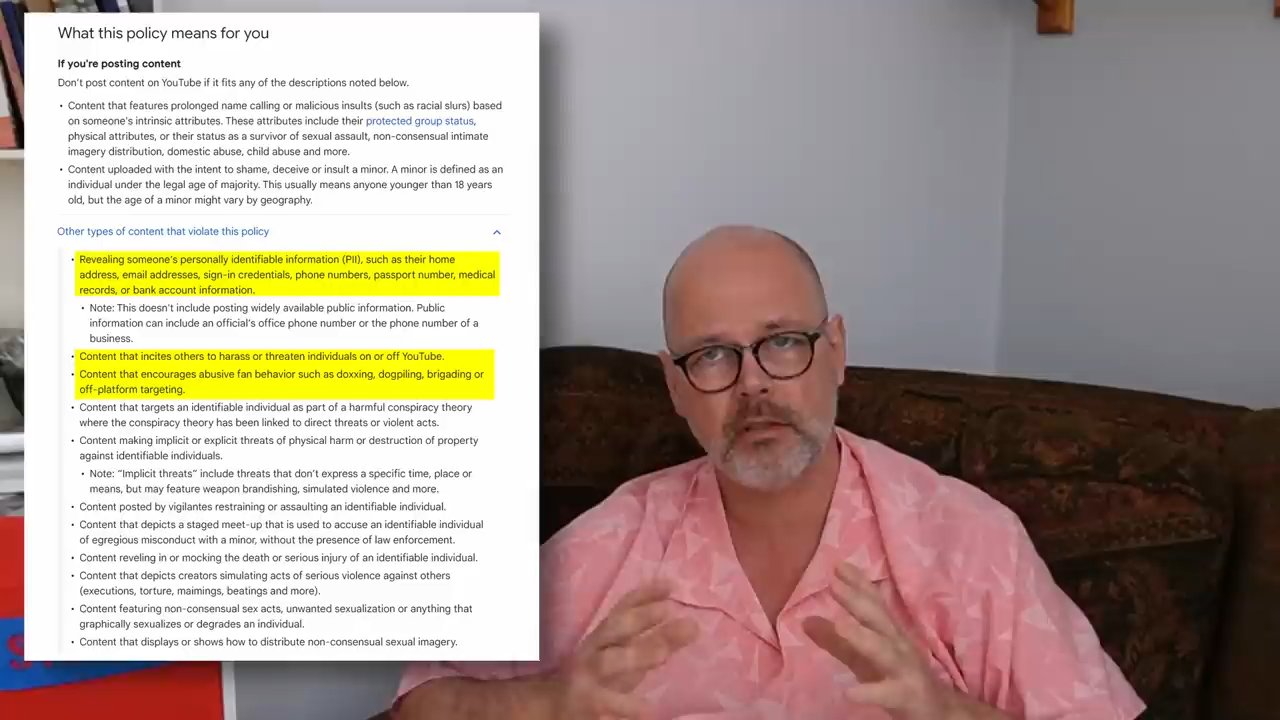 What this policy means for you
If you're posting content
Don't post content on YouTube if it fits any of the descriptions noted below.
• Content that features prolonged name calling or malicious insults (such as racial slurs) based
on someone's intrinsic attributes. These attributes include their protected group status,
physical attributes, or their status as a survivor of sexual assault, non-consensual intimate
imagery distribution, domestic abuse, child abuse and more.
• Content uploaded with the intent to shame, deceive or insult a minor. A minor is defined as an
individual under the legal age of majority. This usually means anyone younger than 18 years
old, but the age of a minor might vary by geography.
Other types of content that violate this policy
• Revealing someone's personally identifiable information (PII), such as their home
address, email addresses, sign-in credentials, phone numbers, passport number, medical
records, or bank account information.
• Note: This doesn't include posting widely available public information. Public
information can include an official's office phone number or the phone number of a
business.
• Content that incites others to harass or threaten individuals on or off YouTube.
• Content that encourages abusive fan behavior such as doxxing, dogpiling, brigading or
off-platform targeting.
• Content that targets an identifiable individual as part of a harmful conspiracy theory
where the conspiracy theory has been linked to direct threats or violent acts.
• Content making implicit or explicit threats of physical harm or destruction of property
against identifiable individuals.
• Note: “Implicit threats” include threats that don't express a specific time, place or
means, but may feature weapon brandishing, simulated violence and more.
• Content posted by vigilantes restraining or assaulting an identifiable individual.
• Content that depicts a staged meet-up that is used to accuse an identifiable individual
of egregious misconduct with a minor, without the presence of law enforcement.
• Content reveling in or mocking the death or serious injury of an identifiable individual.
• Content that depicts creators simulating acts of serious violence against others
(executions, torture, maimings, beatings and more).
• Content featuring non-consensual sex acts, unwanted sexualization or anything that
graphically sexualizes or degrades an individual.
• Content that displays or shows how to distribute non-consensual sexual imagery.